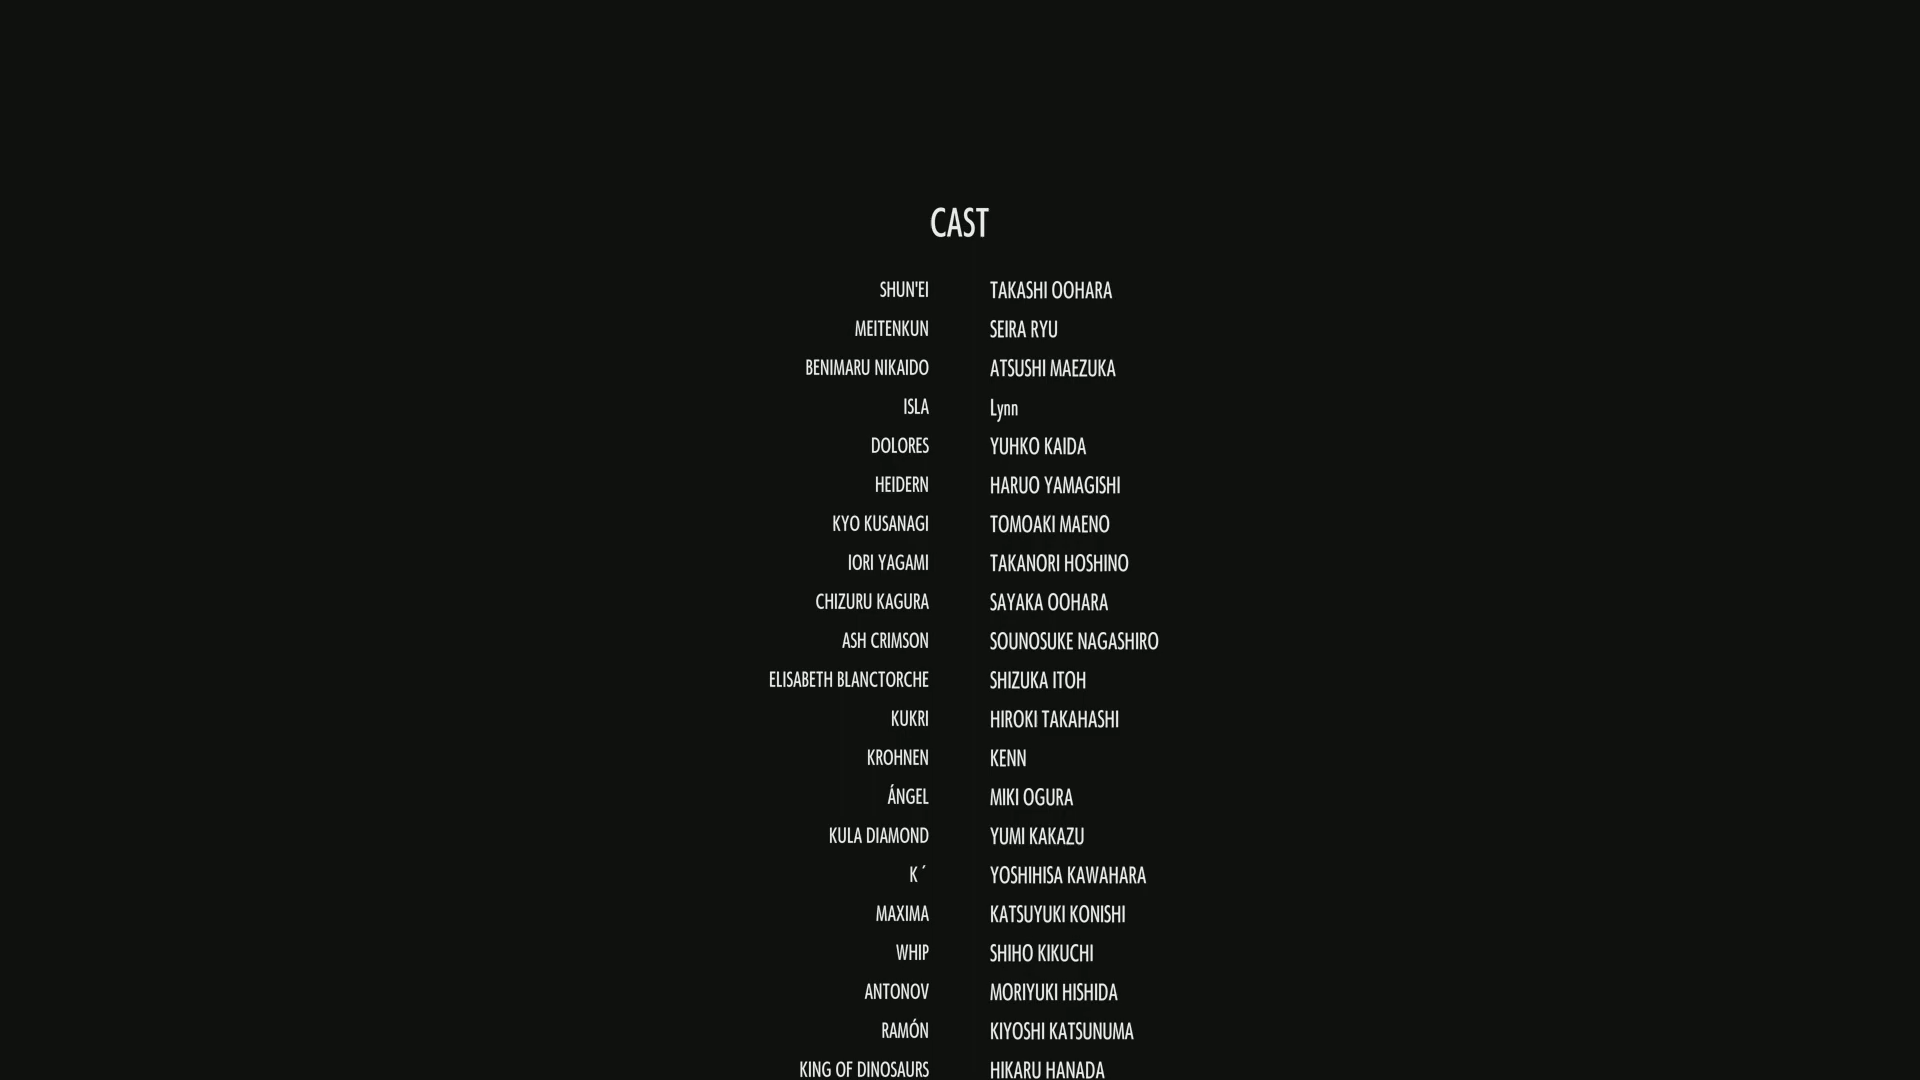 CAST
SHUN'EI TAKASHI OOHARA
MEITENKUN SEIRA RYU
BENIMARU NIKAIDO ATSUSHI MAEZUKA
ISLA Lynn
DOLORES YUHKO KAIDA
HEIDERN HARUO YAMAGISHI
KYO KUSANAGI TOMOAKI MAENO
IORI YAGAMI TAKANORI HOSHINO
CHIZURU KAGURA SAYAKA OOHARA
ASH CRIMSON SOUNOSUKE NAGASHIRO
ELISABETH BLANCTORCHE SHIZUKA ITOH
KUKRI HIROKI TAKAHASHI
KROHNEN KENN
ÁNGEL MIKI OGURA
KULA DIAMOND YUMI KAKAZU
K ´ YOSHIHISA KAWAHARA
MAXIMA KATSUYUKI KONISHI
WHIP SHIHO KIKUCHI
ANTONOV MORIYUKI HISHIDA
RAMÓN KIYOSHI KATSUNUMA
KING OF DINOSAURS HIKARU HANADA